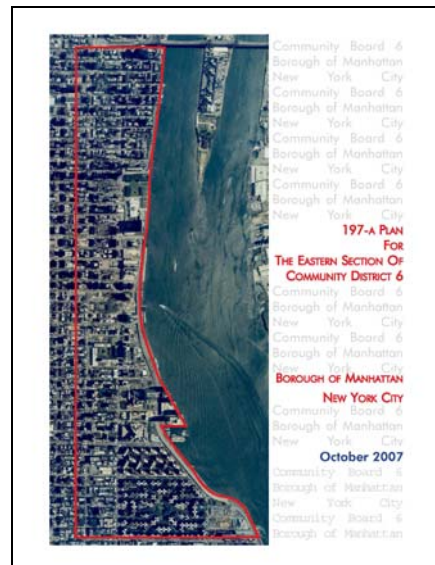 Community Board 6
Borough of Manhattan
New York City
Community Board 6
Borough of Manhattan
New York City
Community Board 6
Borough of Manhattan
New York City
Community Board 6
Borough of Manhattan
New York City
197-A PLAN
FOR
THE EASTERN SECTION OF
COMMUNITY DISTRICT 6
Community Board 6
Borough of Manhattan
New York City
Community Board 6
Borough of Manhattan
BOROUGH OF MANHATTAN
NEW YORK CITY
Community Board 6
Borough of Manhattan
New York City
October 2007
Community Board 6
Borough of Manhattan
New York City
Community Board 6
Borough of Manhattan